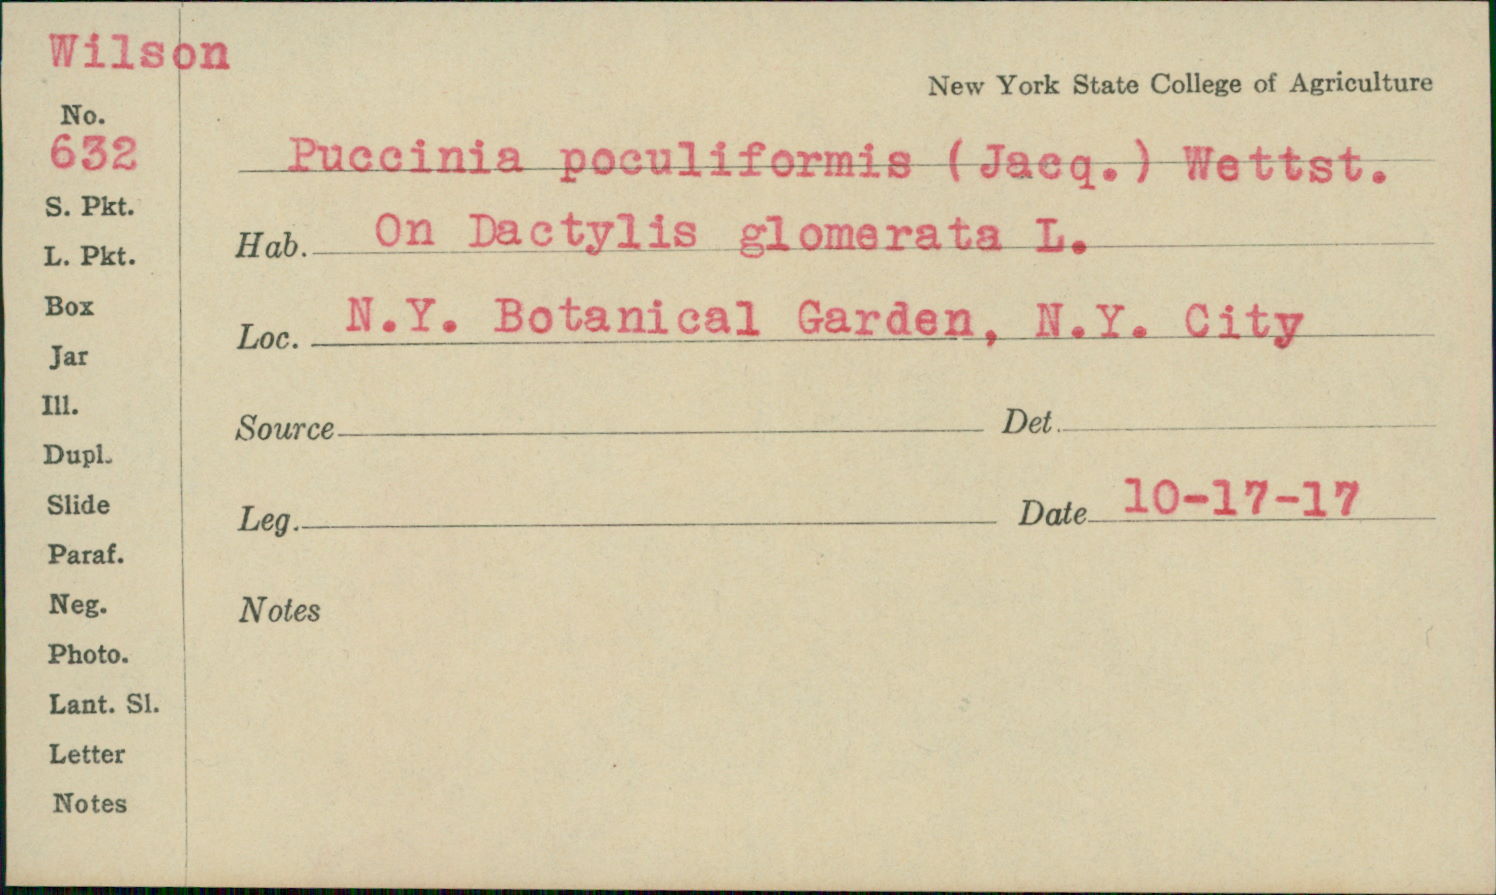 Wilson
New York State College of Agriculture
No.
632
Puccinia poculiformis (Jacq.) Wettst.
S. Pkt.
Hab. On Dactylis glomerata L.
L. Pkt.
Box
Loc. N.Y. Botanical Garden, N.Y. City
Jar
Ill.
Source Det.
Dupl.
Slide
Leg. Date 10-17-17
Paraf.
Neg.
Notes
Photo.
Lant. Sl.
Letter
Notes